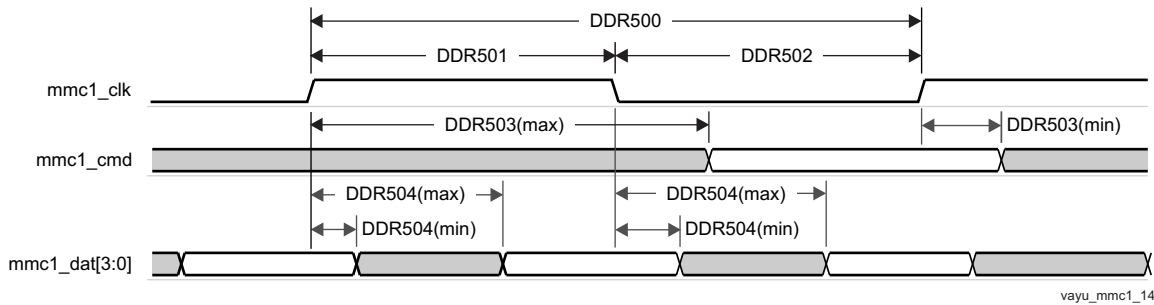 DDR500
DDR501 DDR502
mmc1_clk
DDR503(max) DDR503(min)
mmc1_cmd
DDR504(max) DDR504(max)
DDR504(min) DDR504(min)
mmc1_dat[3:0]
vayu_mmc1_14